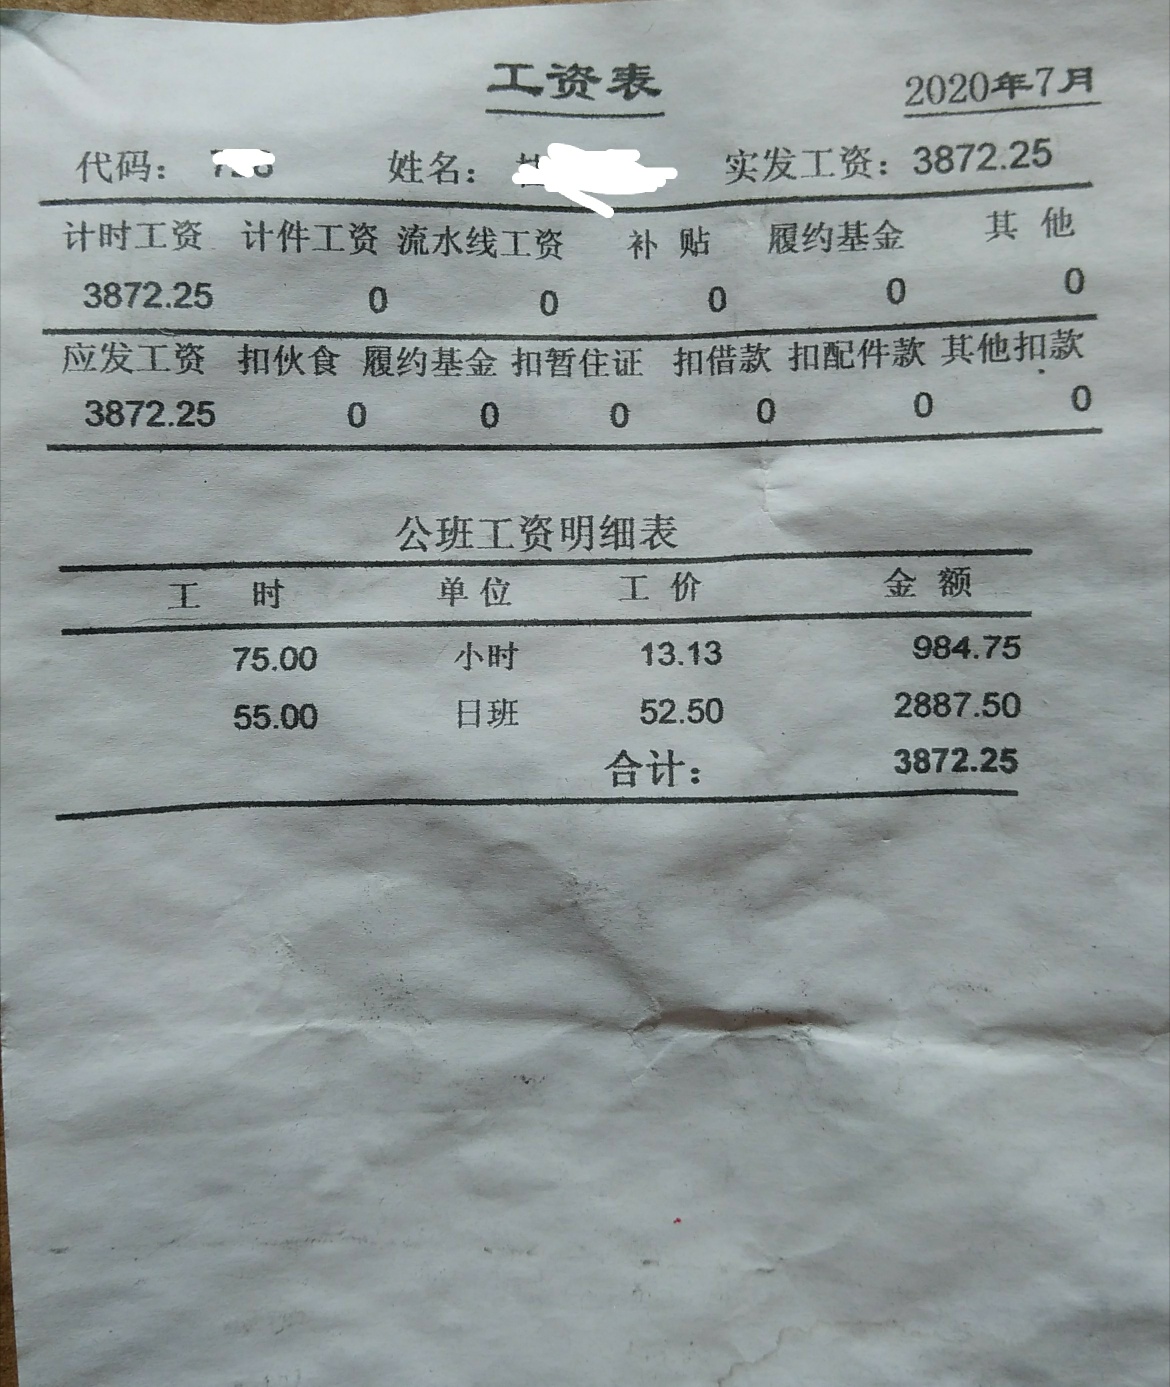 工资表 2020年7月
代码： 姓名： 实发工资：3872.25
计时工资 计件工资 流水线工资 补 贴 履约基金 其 他
3872.25 0 0 0 0 0
应发工资 扣伙食 履约基金 扣暂住证 扣借款 扣配件款 其他扣款
3872.25 0 0 0 0 0 0
公班工资明细表
工 时 单位 工 价 金 额
75.00 小时 13.13 984.75
55.00 日班 52.50 2887.50
合计： 3872.25